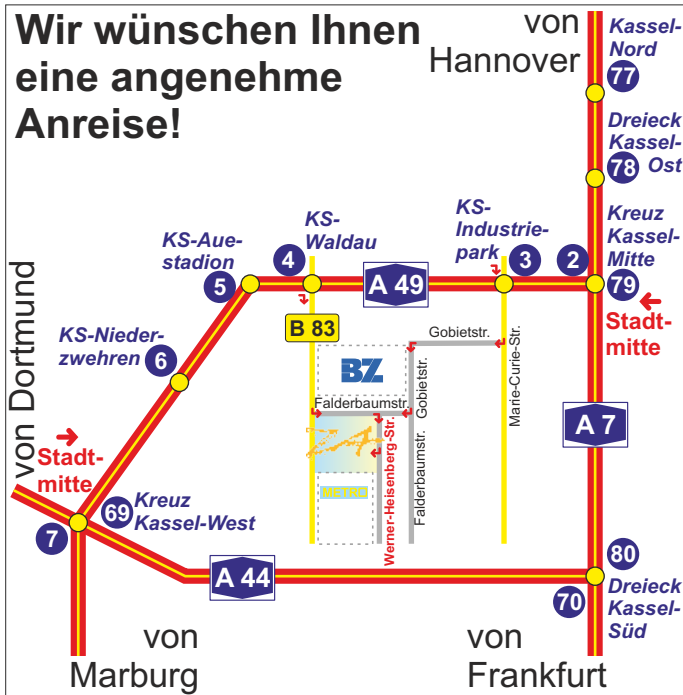 Wir wünschen Ihnen
eine angenehme
Anreise!
von
Hannover
Kassel-
Nord
77
Dreieck
Kassel-
Ost
78
Kreuz
Kassel-
Mitte
79
Stadt-
mitte
KS-
Industrie-
park
3
2
KS-
Waldau
4
KS-Aue-
stadion
5
A 49
B 83
von Dortmund
KS-Nieder-
zwehren
6
Gobietstr.
Gobietstr.
Marie-Curie-Str.
BZ
Falderbaumstr.
Falderbaumstr.
Werner-Heisenberg-Str.
ZA
METRO
A 7
Stadt-
mitte
69
Kreuz
Kassel-West
7
A 44
80
70
Dreieck
Kassel-
Süd
von
Marburg
von
Frankfurt